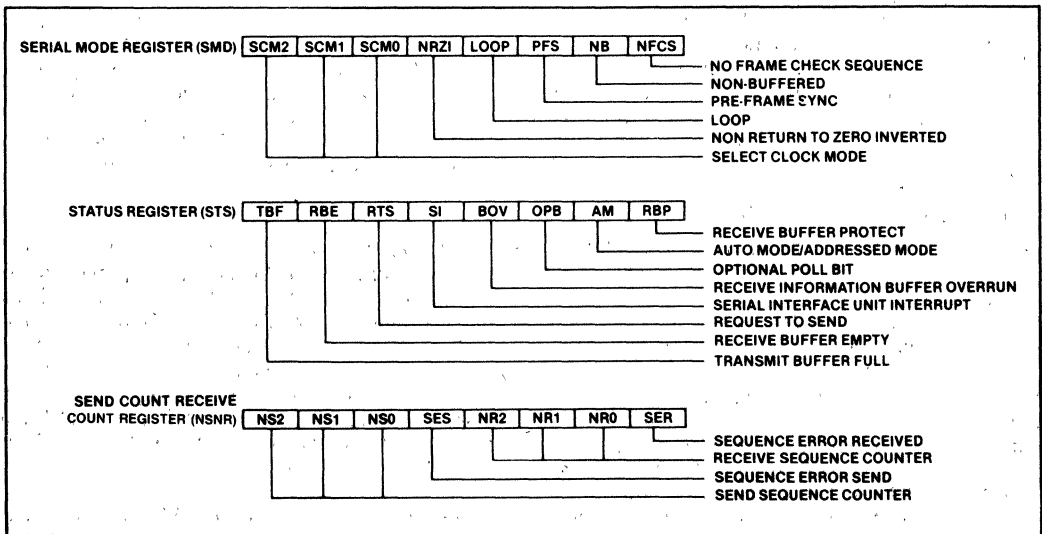 SERIAL MODE REGISTER (SMD) SCM2 SCM1 SCM0 NRZI LOOP PFS NB NFCS
NO FRAME CHECK SEQUENCE
NON-BUFFERED
PRE-FRAME SYNC
LOOP
NON RETURN TO ZERO INVERTED
SELECT CLOCK MODE
STATUS REGISTER (STS) TBF RBE RTS SI BOV OPB AM RBP
RECEIVE BUFFER PROTECT
AUTO MODE/ADDRESSED MODE
OPTIONAL POLL BIT
RECEIVE INFORMATION BUFFER OVERRUN
SERIAL INTERFACE UNIT INTERRUPT
REQUEST TO SEND
RECEIVE BUFFER EMPTY
TRANSMIT BUFFER FULL
SEND COUNT RECEIVE
COUNT REGISTER (NSNR) NS2 NS1 NS0 SES NR2 NR1 NR0 SER
SEQUENCE ERROR RECEIVED
RECEIVE SEQUENCE COUNTER
SEQUENCE ERROR SEND
SEND SEQUENCE COUNTER